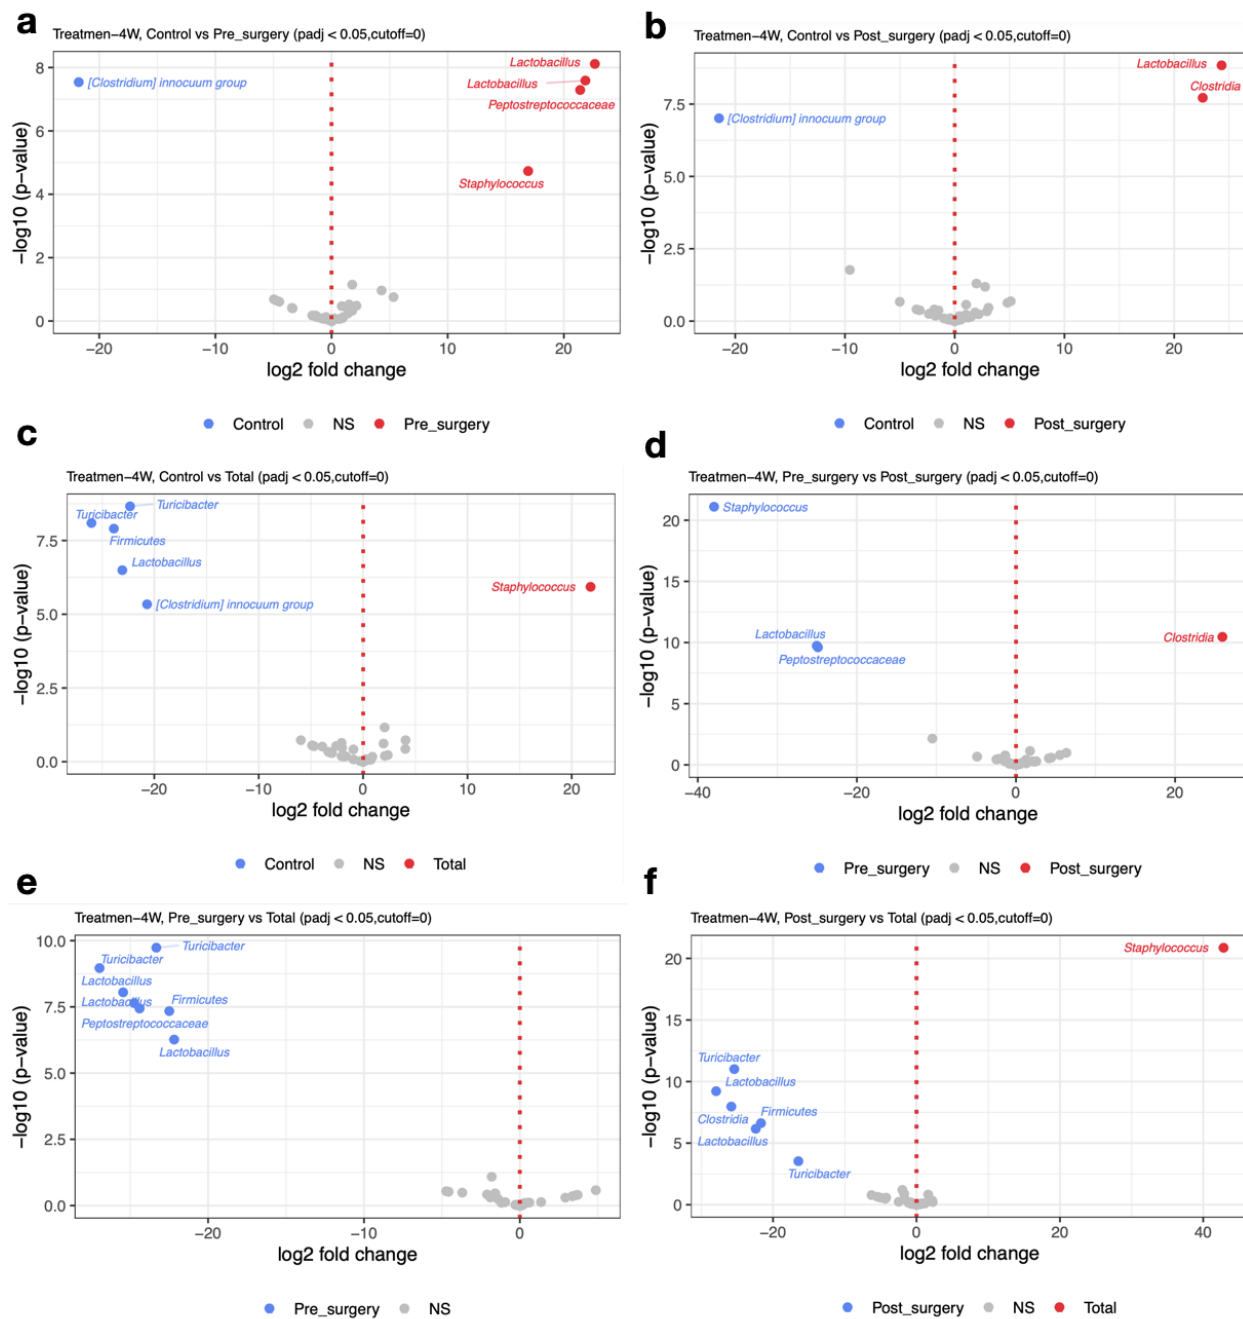 a
Treatmen-4W, Control vs Pre_surgery (padj < 0.05,cutoff=0)
8
6
4
2
0
−log10 (p-value)
[Clostridium] innocuum group
Lactobacillus
Lactobacillus
Peptostreptococcaceae
Staphylococcus
−20
−10
0
10
20
log2 fold change
Control
NS
Pre_surgery
b
Treatmen-4W, Control vs Post_surgery (padj < 0.05,cutoff=0)
7.5
5.0
2.5
0.0
−log10 (p-value)
Lactobacillus
Clostridia
[Clostridium] innocuum group
−20
−10
0
10
20
log2 fold change
Control
NS
Post_surgery
c
Treatmen-4W, Control vs Total (padj < 0.05,cutoff=0)
7.5
5.0
2.5
0.0
−log10 (p-value)
Turicibacter
Turicibacter
Firmicutes
Lactobacillus
[Clostridium] innocuum group
Staphylococcus
−20
−10
0
10
20
log2 fold change
Control
NS
Total
d
Treatmen-4W, Pre_surgery vs Post_surgery (padj < 0.05,cutoff=0)
20
15
10
5
0
−log10 (p-value)
Staphylococcus
Lactobacillus
Peptostreptococcaceae
Clostridia
−40
−20
0
20
log2 fold change
Pre_surgery
NS
Post_surgery
e
Treatmen-4W, Pre_surgery vs Total (padj < 0.05,cutoff=0)
10.0
7.5
5.0
2.5
0.0
−log10 (p-value)
Turicibacter
Turicibacter
Lactobacillus
Lactobacillus
Firmicutes
Peptostreptococcaceae
Lactobacillus
−20
−10
0
log2 fold change
Pre_surgery
NS
f
Treatmen-4W, Post_surgery vs Total (padj < 0.05,cutoff=0)
20
15
10
5
0
−log10 (p-value)
Staphylococcus
Turicibacter
Lactobacillus
Clostridia
Firmicutes
Lactobacillus
Turicibacter
−20
0
20
40
log2 fold change
Post_surgery
NS
Total